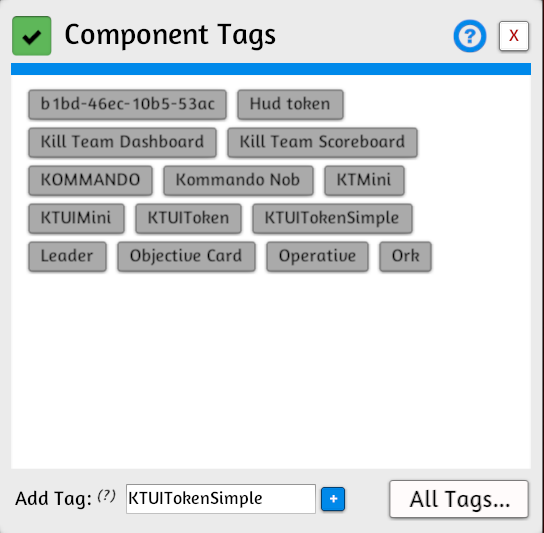 Component Tags ? X
b1bd-46ec-10b5-53ac Hud token
Kill Team Dashboard Kill Team Scoreboard
KOMMANDO Kommando Nob KTMini
KTUIMini KTUIToken KTUITokenSimple
Leader Objective Card Operative Ork
Add Tag: (?) KTUITokenSimple + All Tags...